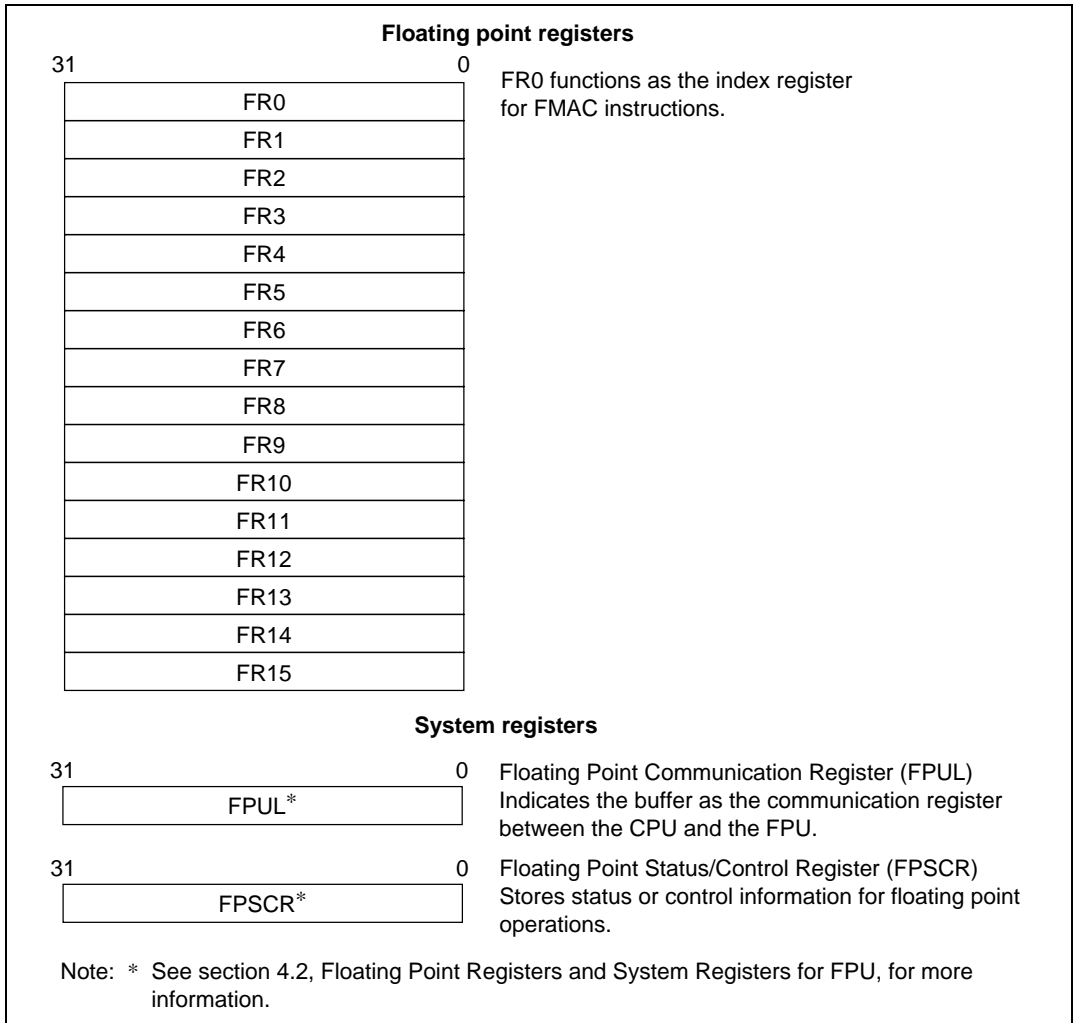 Floating point registers
31 0
FR0 functions as the index register
for FMAC instructions.
FR0
FR1
FR2
FR3
FR4
FR5
FR6
FR7
FR8
FR9
FR10
FR11
FR12
FR13
FR14
FR15
System registers
31 0
FPUL*
Floating Point Communication Register (FPUL)
Indicates the buffer as the communication register
between the CPU and the FPU.
31 0
FPSCR*
Floating Point Status/Control Register (FPSCR)
Stores status or control information for floating point
operations.
Note: * See section 4.2, Floating Point Registers and System Registers for FPU, for more
information.